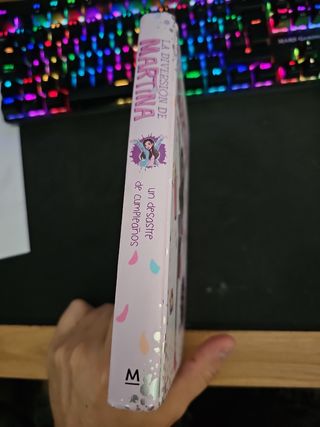 LA DIVERSIÓN DE
MARTINA
un desastre
de cumpleaños
M